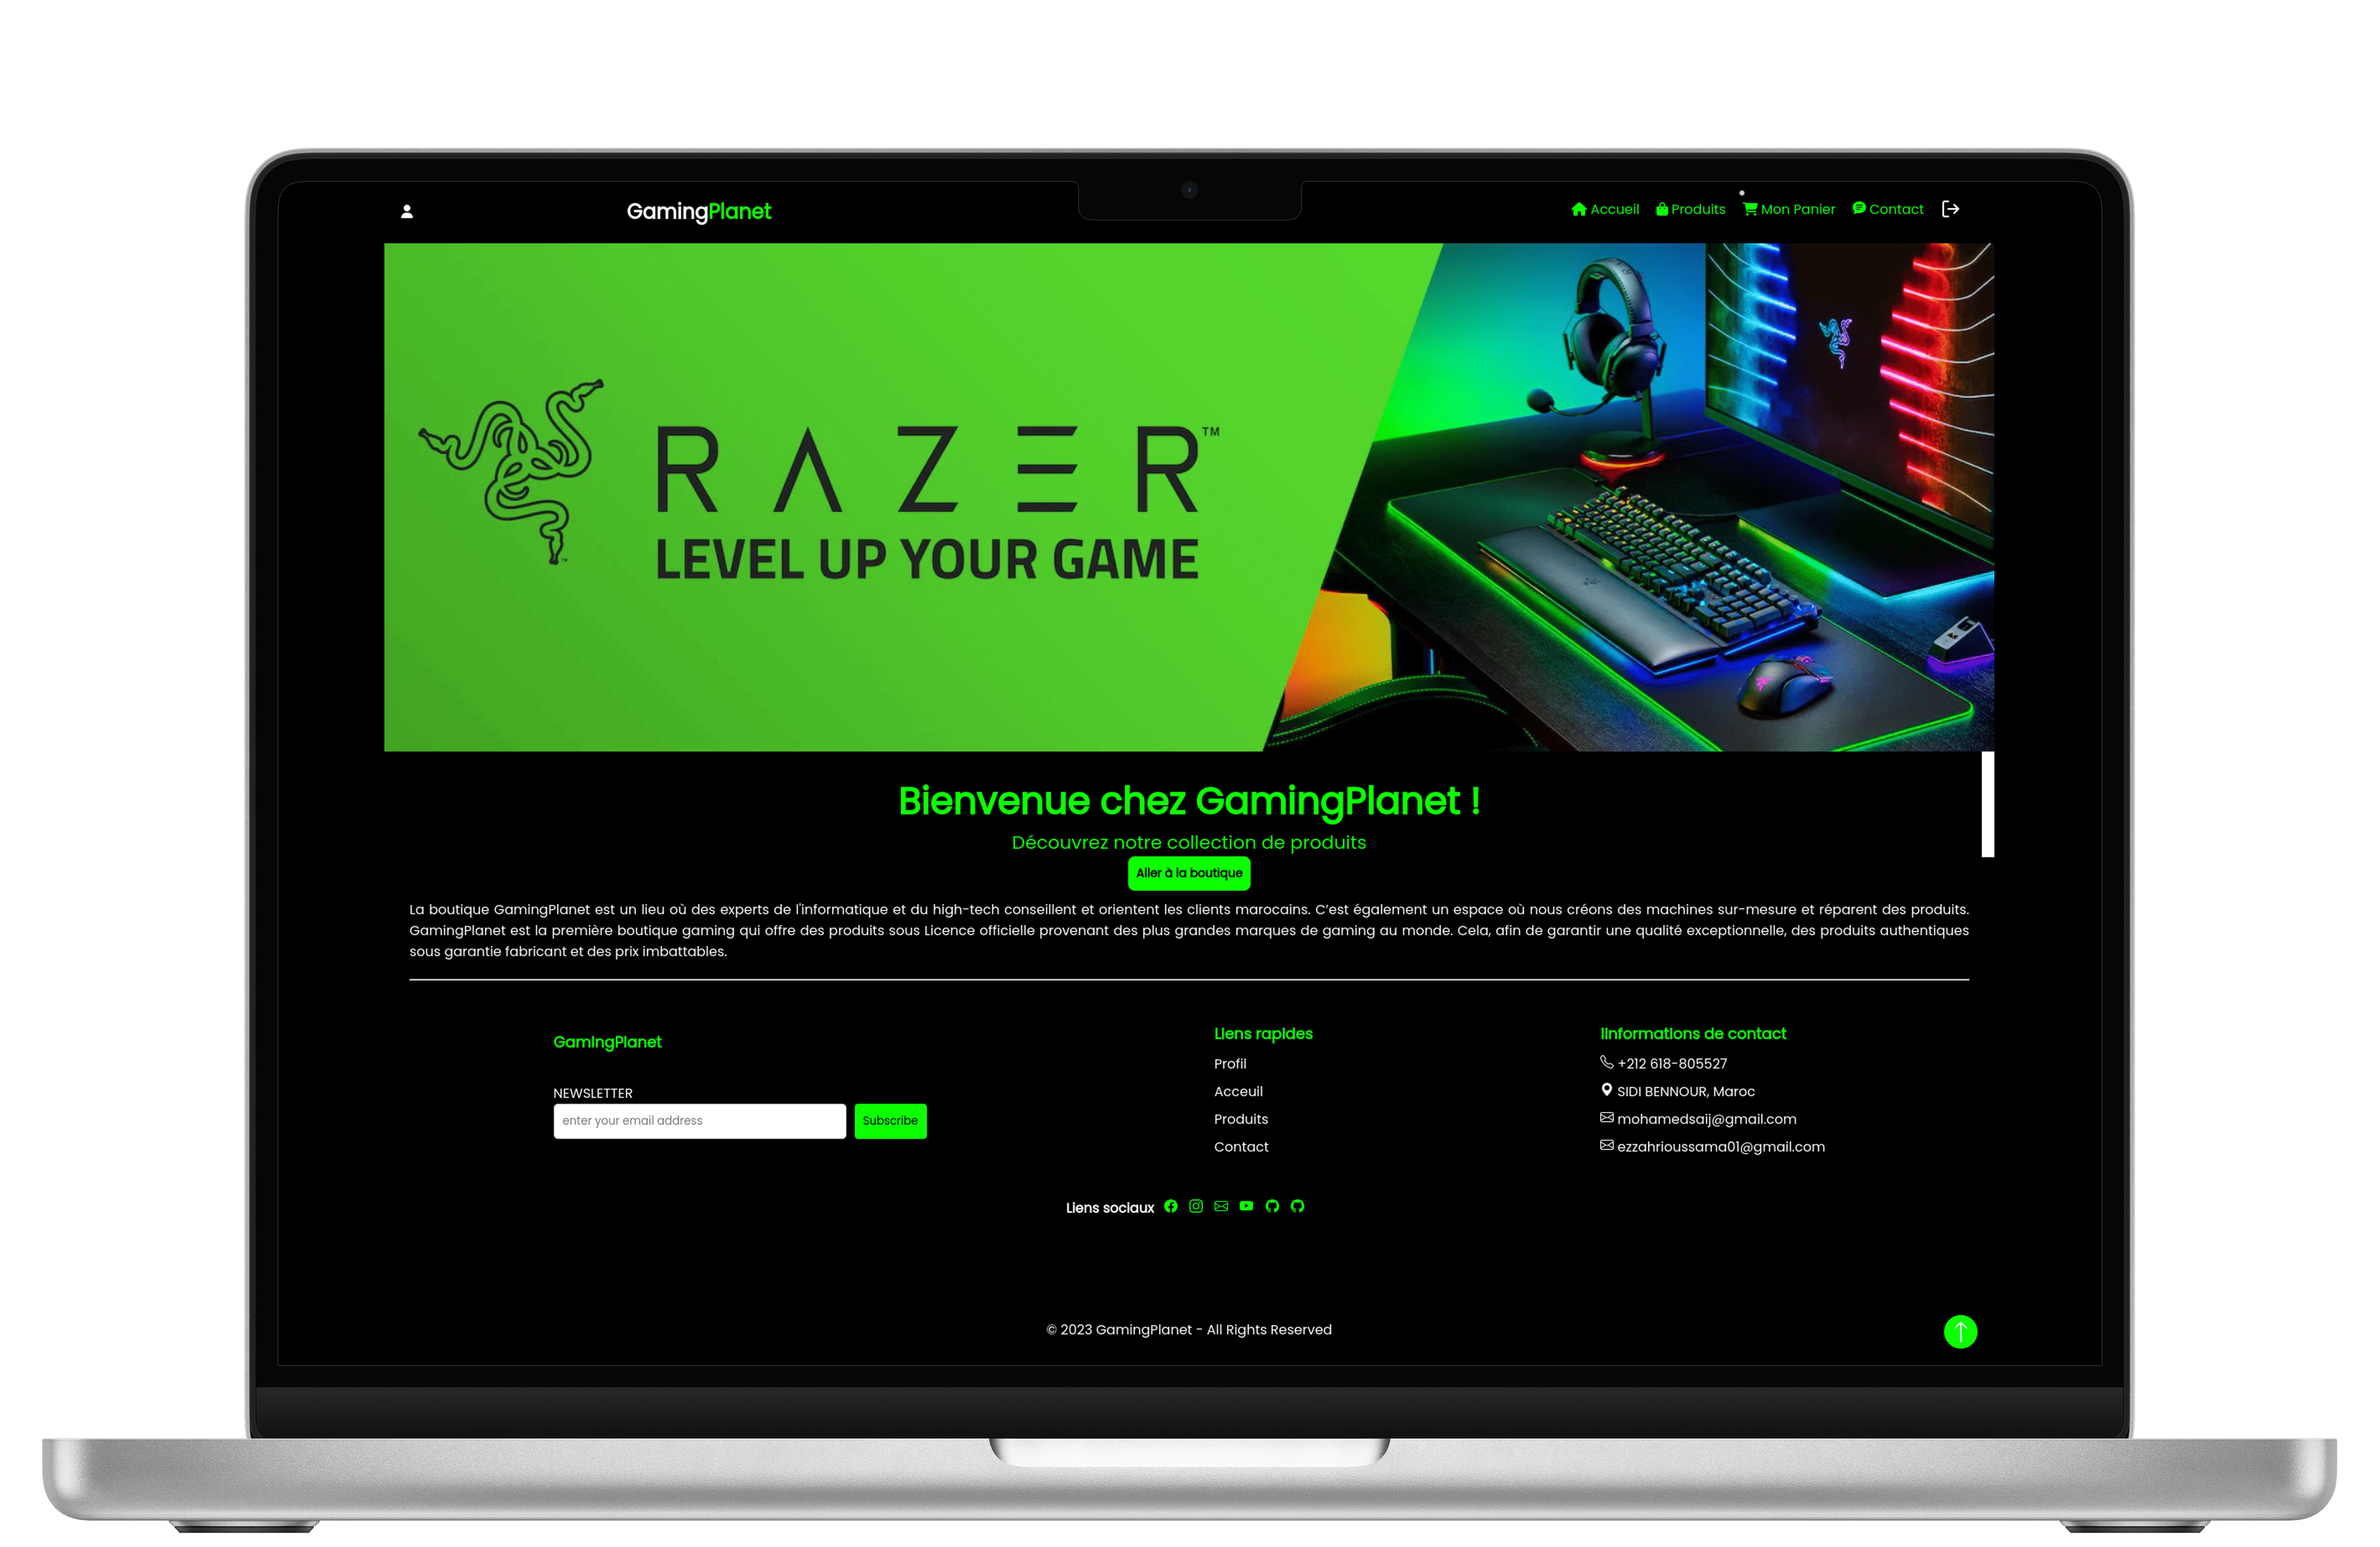 GamingPlanet
Accueil Produits Mon Panier Contact
RAZER™
LEVEL UP YOUR GAME
Bienvenue chez GamingPlanet !
Découvrez notre collection de produits
Aller à la boutique
La boutique GamingPlanet est un lieu où des experts de l'informatique et du high-tech conseillent et orientent les clients marocains. C'est également un espace où nous créons des machines sur-mesure et réparent des produits.
GamingPlanet est la première boutique gaming qui offre des produits sous Licence officielle provenant des plus grandes marques de gaming au monde. Cela, afin de garantir une qualité exceptionnelle, des produits authentiques
sous garantie fabricant et des prix imbattables.
GamingPlanet
NEWSLETTER
enter your email address Subscribe
Liens rapides
Profil
Acceuil
Produits
Contact
Iinformations de contact
+212 618-805527
SIDI BENNOUR, Maroc
mohamedsaij@gmail.com
ezzahrioussama01@gmail.com
Liens sociaux
© 2023 GamingPlanet - All Rights Reserved